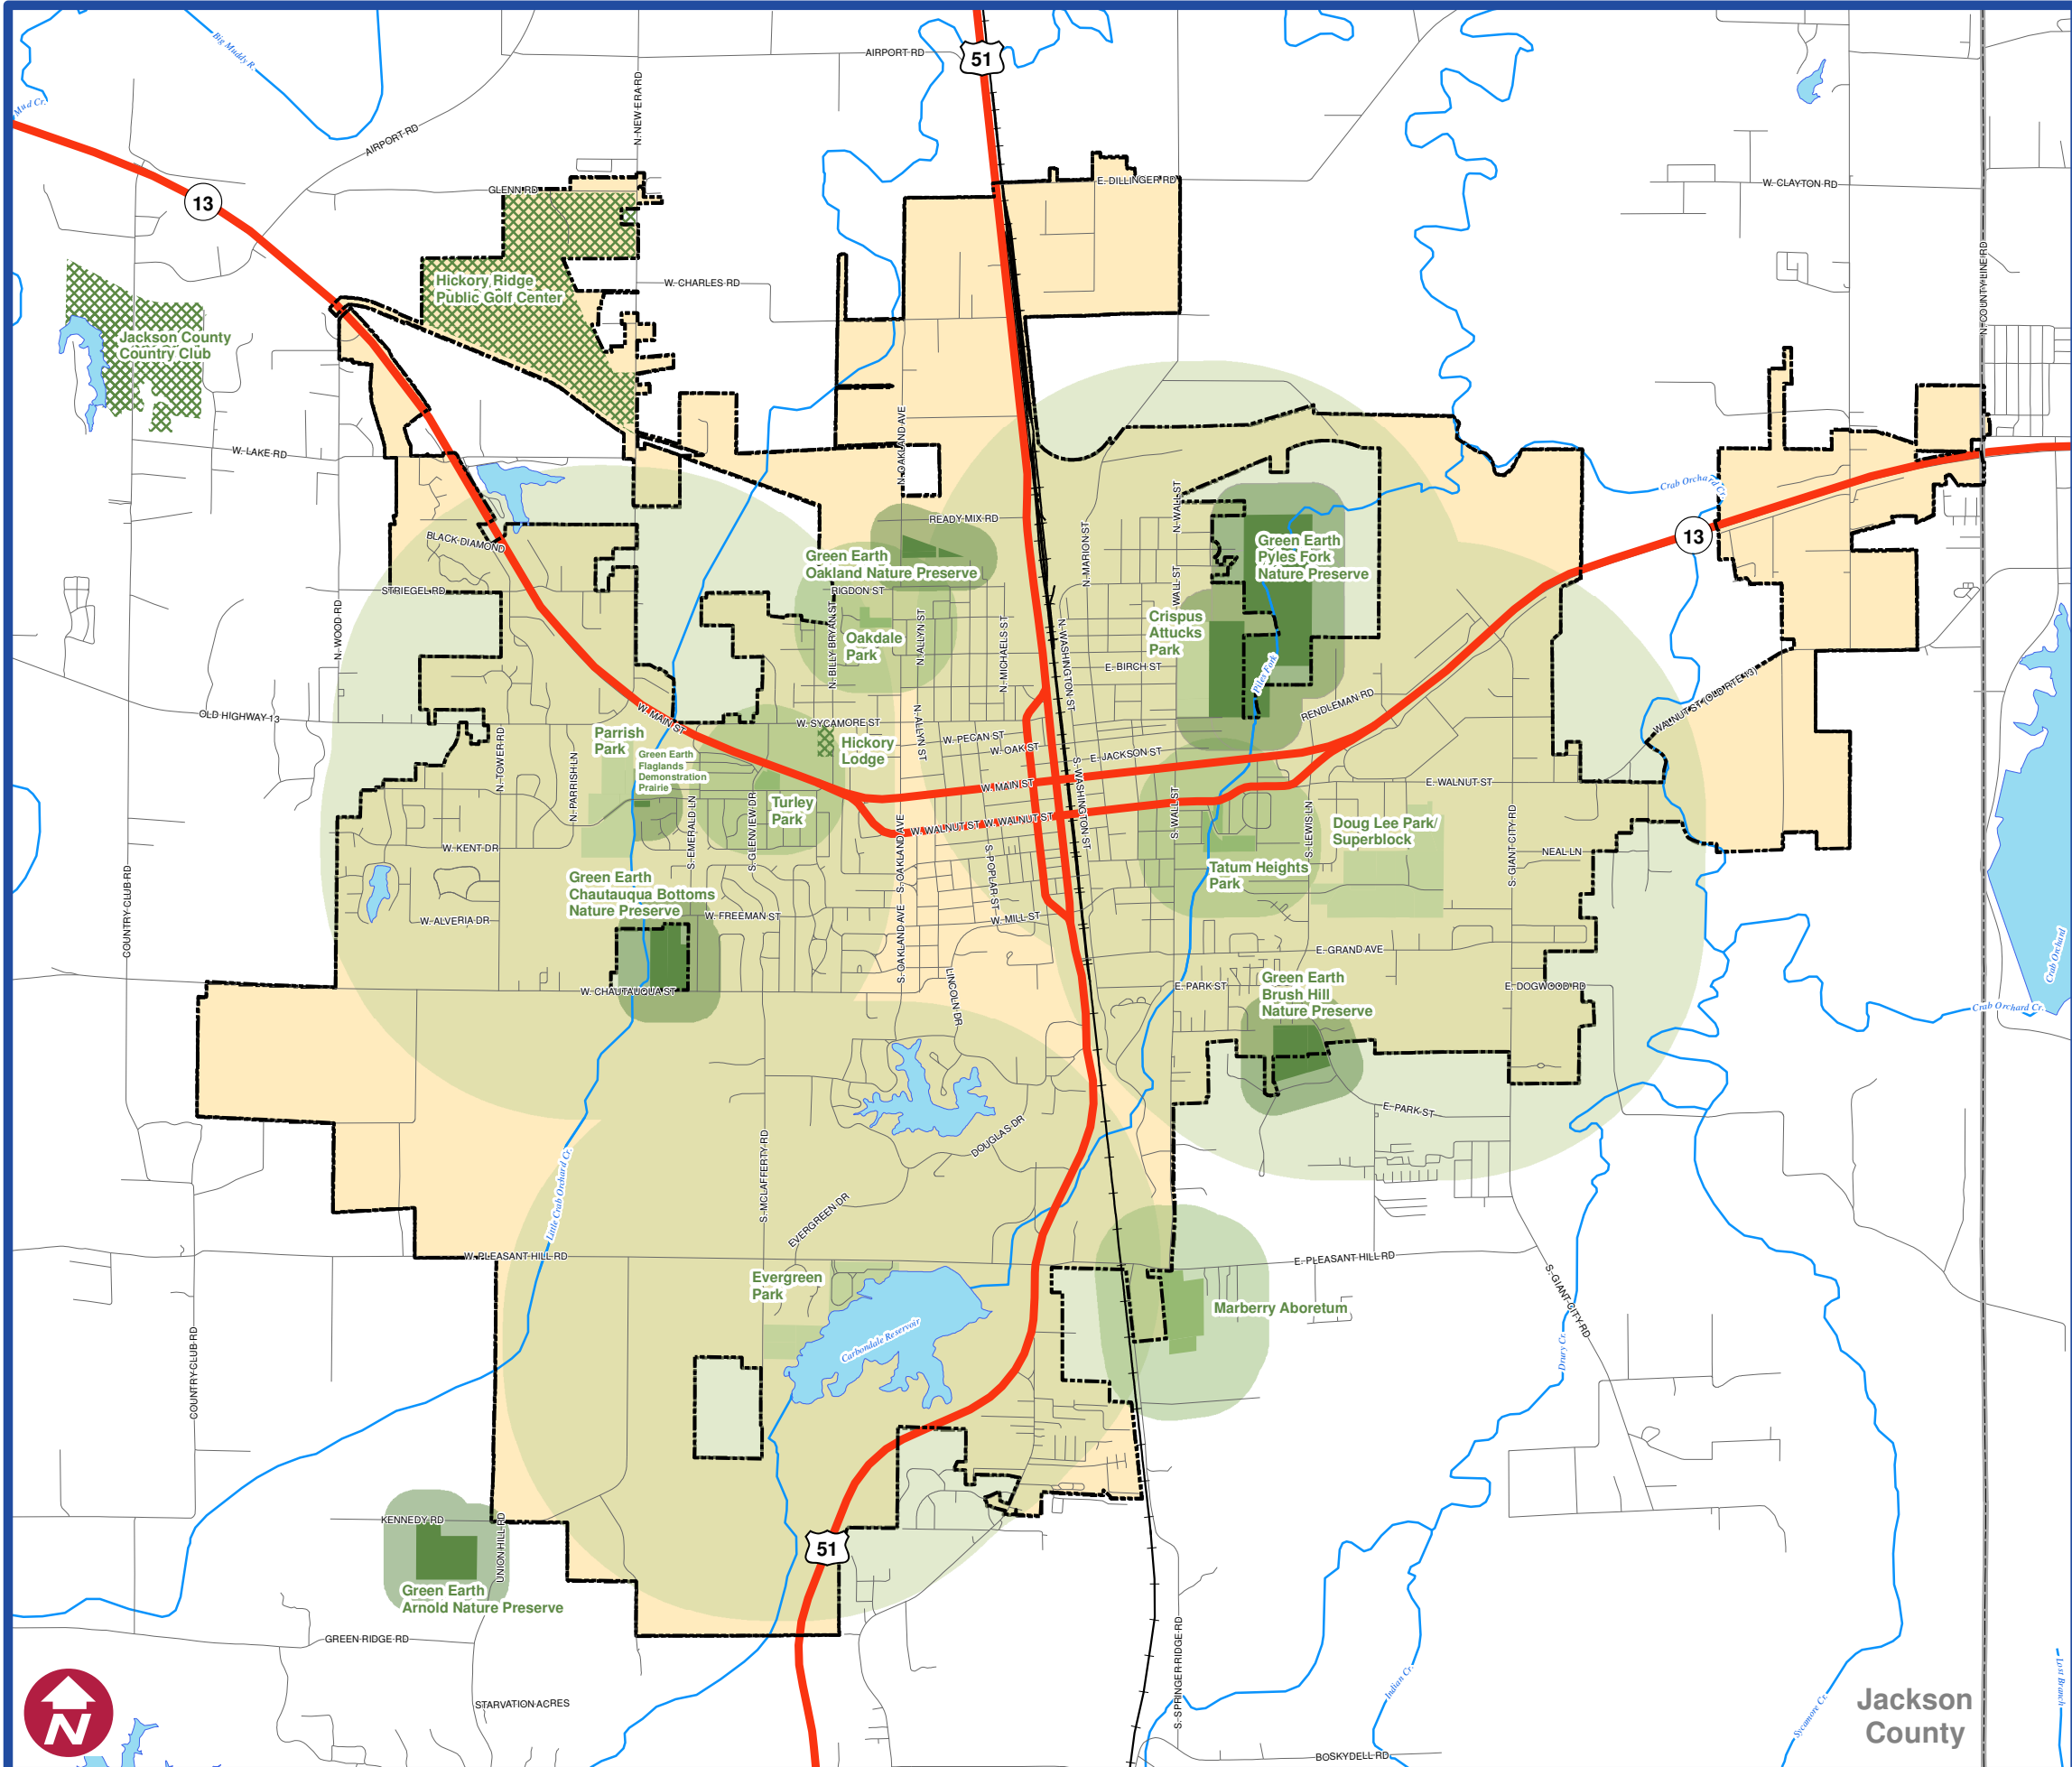 Big Muddy R.
Mud Cr.
AIRPORT RD
51
N. NEW ERA RD
AIRPORT RD
13
GLENN RD
E. DILLINGER RD
W. CLAYTON RD
N. COUNTY LINE RD
W. CHARLES RD
Hickory Ridge
Public Golf Center
Jackson County
Country Club
W. LAKE RD
N. OAKLAND AVE
Crab Orchard Cr.
READY MIX RD
BLACK DIAMOND
N. MARION ST
N. WALL ST
13
Green Earth
Oakland Nature Preserve
Green Earth
Pyles Fork
Nature Preserve
STRIEGEL RD
RIGDON ST
N. WOOD RD
N. BILLY BRYAN ST
N. ALLYN ST
N. MICHAELS ST
N. WASHINGTON ST
WALL ST
Crispus
Attucks
Park
Oakdale
Park
E. BIRCH ST
Piles Fork
OLD HIGHWAY 13
W. MAIN ST
W. SYCAMORE ST
N. ALLYN ST
W. PECAN ST
W. OAK ST
E. JACKSON ST
RENDLEMAN RD
WALNUT ST (OLD RTE 13)
Parrish
Park
Green Earth
Flaglands
Demonstration
Prairie
Hickory
Lodge
N. TOWER RD
N. PARRISH LN
Turley
Park
W. MAIN ST
S. WASHINGTON ST
E. WALNUT ST
W. WALNUT ST
W. WALNUT ST
S. WALL ST
S. LEWIS LN
Doug Lee Park/
Superblock
S. GIANT CITY RD
W. KENT DR
S. EMERALD LN
S. GLENVIEW DR
S. OAKLAND AVE
S. POPLAR ST
NEAL LN
Tatum Heights
Park
Green Earth
Chautauqua Bottoms
Nature Preserve
COUNTRY CLUB RD
W. ALVERIA DR
W. FREEMAN ST
S. OAKLAND AVE
W. MILL ST
E. GRAND AVE
Crab Orchard
LINCOLN DR
W. CHAUTAUQUA ST
E. PARK ST
Green Earth
Brush Hill
Nature Preserve
E. DOGWOOD RD
Crab Orchard Cr.
E. PARK ST
DOUGLAS DR
S. MCLAFFERTY RD
Little Crab Orchard Cr.
EVERGREEN DR
W. PLEASANT HILL RD
E. PLEASANT HILL RD
Evergreen
Park
Marberry Aboretum
S. GIANT CITY RD
Carbondale Reservoir
Drury Cr.
COUNTRY CLUB RD
KENNEDY RD
UNION HILL RD
51
Green Earth
Arnold Nature Preserve
GREEN RIDGE RD
S. SPRINGER RIDGE RD
Indian Cr.
Sycamore Cr.
Lost Branch
STARVATION ACRES
Jackson
County
N
BOSKYDELL RD